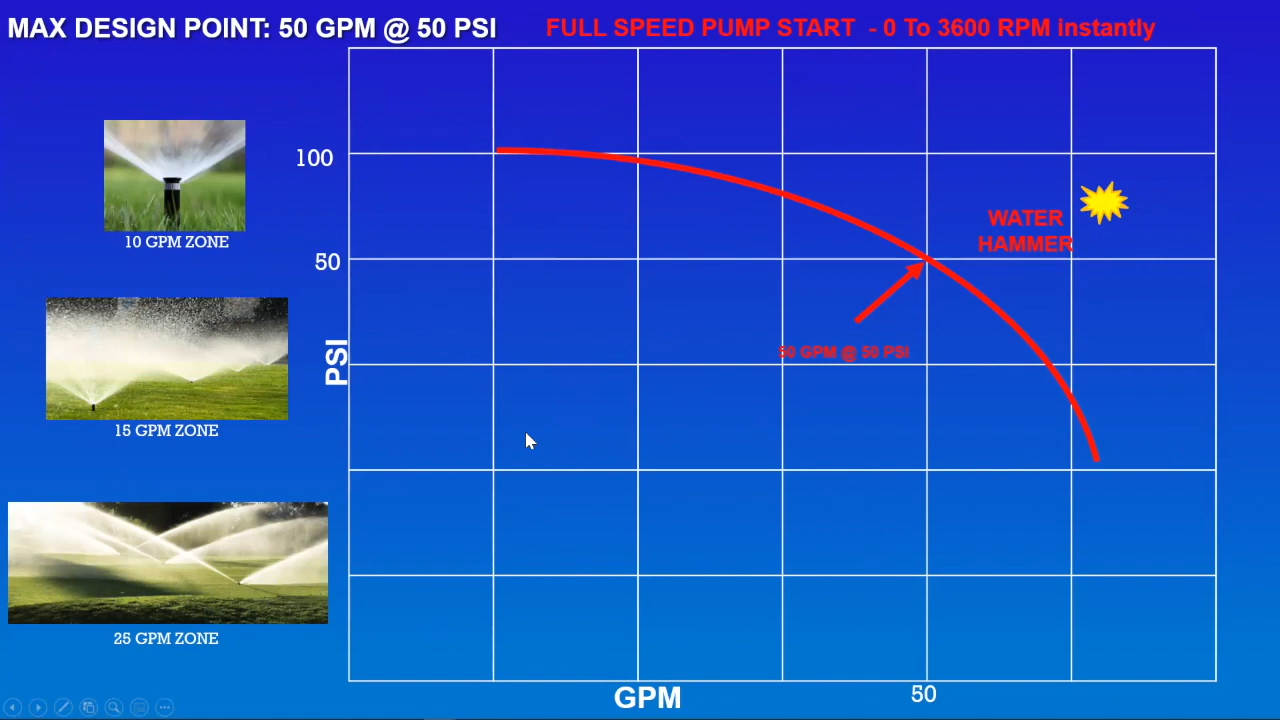 MAX DESIGN POINT: 50 GPM @ 50 PSI
FULL SPEED PUMP START - 0 To 3600 RPM instantly
10 GPM ZONE
15 GPM ZONE
25 GPM ZONE
100
50
PSI
WATER
HAMMER
50 GPM @ 50 PSI
GPM
50